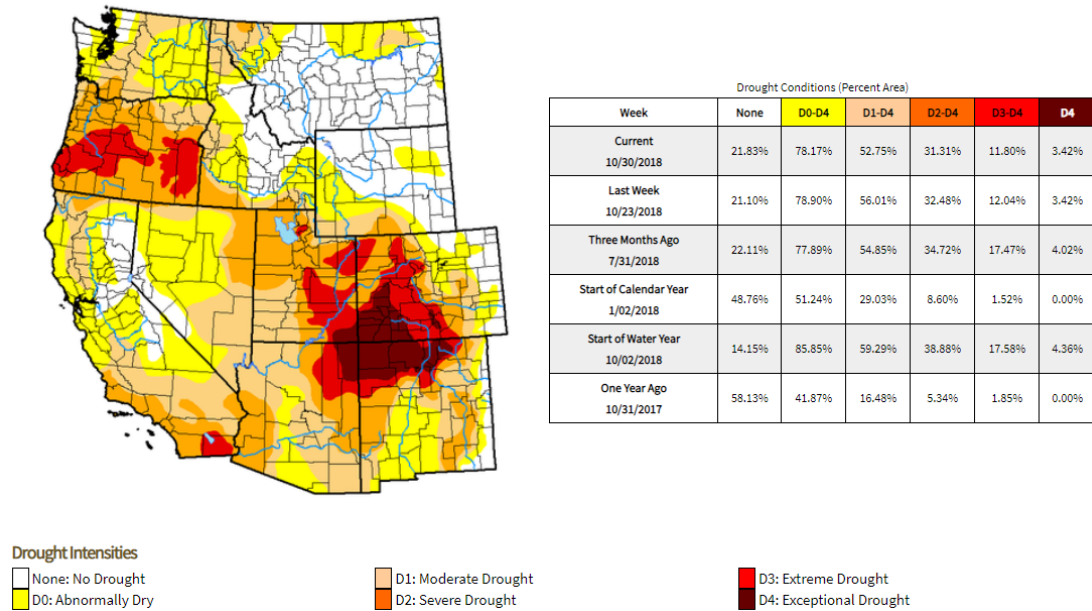 Drought Conditions (Percent Area)
Week None D0-D4 D1-D4 D2-D4 D3-D4 D4
Current
10/30/2018 21.83% 78.17% 52.75% 31.31% 11.80% 3.42%
Last Week
10/23/2018 21.10% 78.90% 56.01% 32.48% 12.04% 3.42%
Three Months Ago
7/31/2018 22.11% 77.89% 54.85% 34.72% 17.47% 4.02%
Start of Calendar Year
1/02/2018 48.76% 51.24% 29.03% 8.60% 1.52% 0.00%
Start of Water Year
10/02/2018 14.15% 85.85% 59.29% 38.88% 17.58% 4.36%
One Year Ago
10/31/2017 58.13% 41.87% 16.48% 5.34% 1.85% 0.00%
Drought Intensities
None: No Drought D1: Moderate Drought D3: Extreme Drought
D0: Abnormally Dry D2: Severe Drought D4: Exceptional Drought